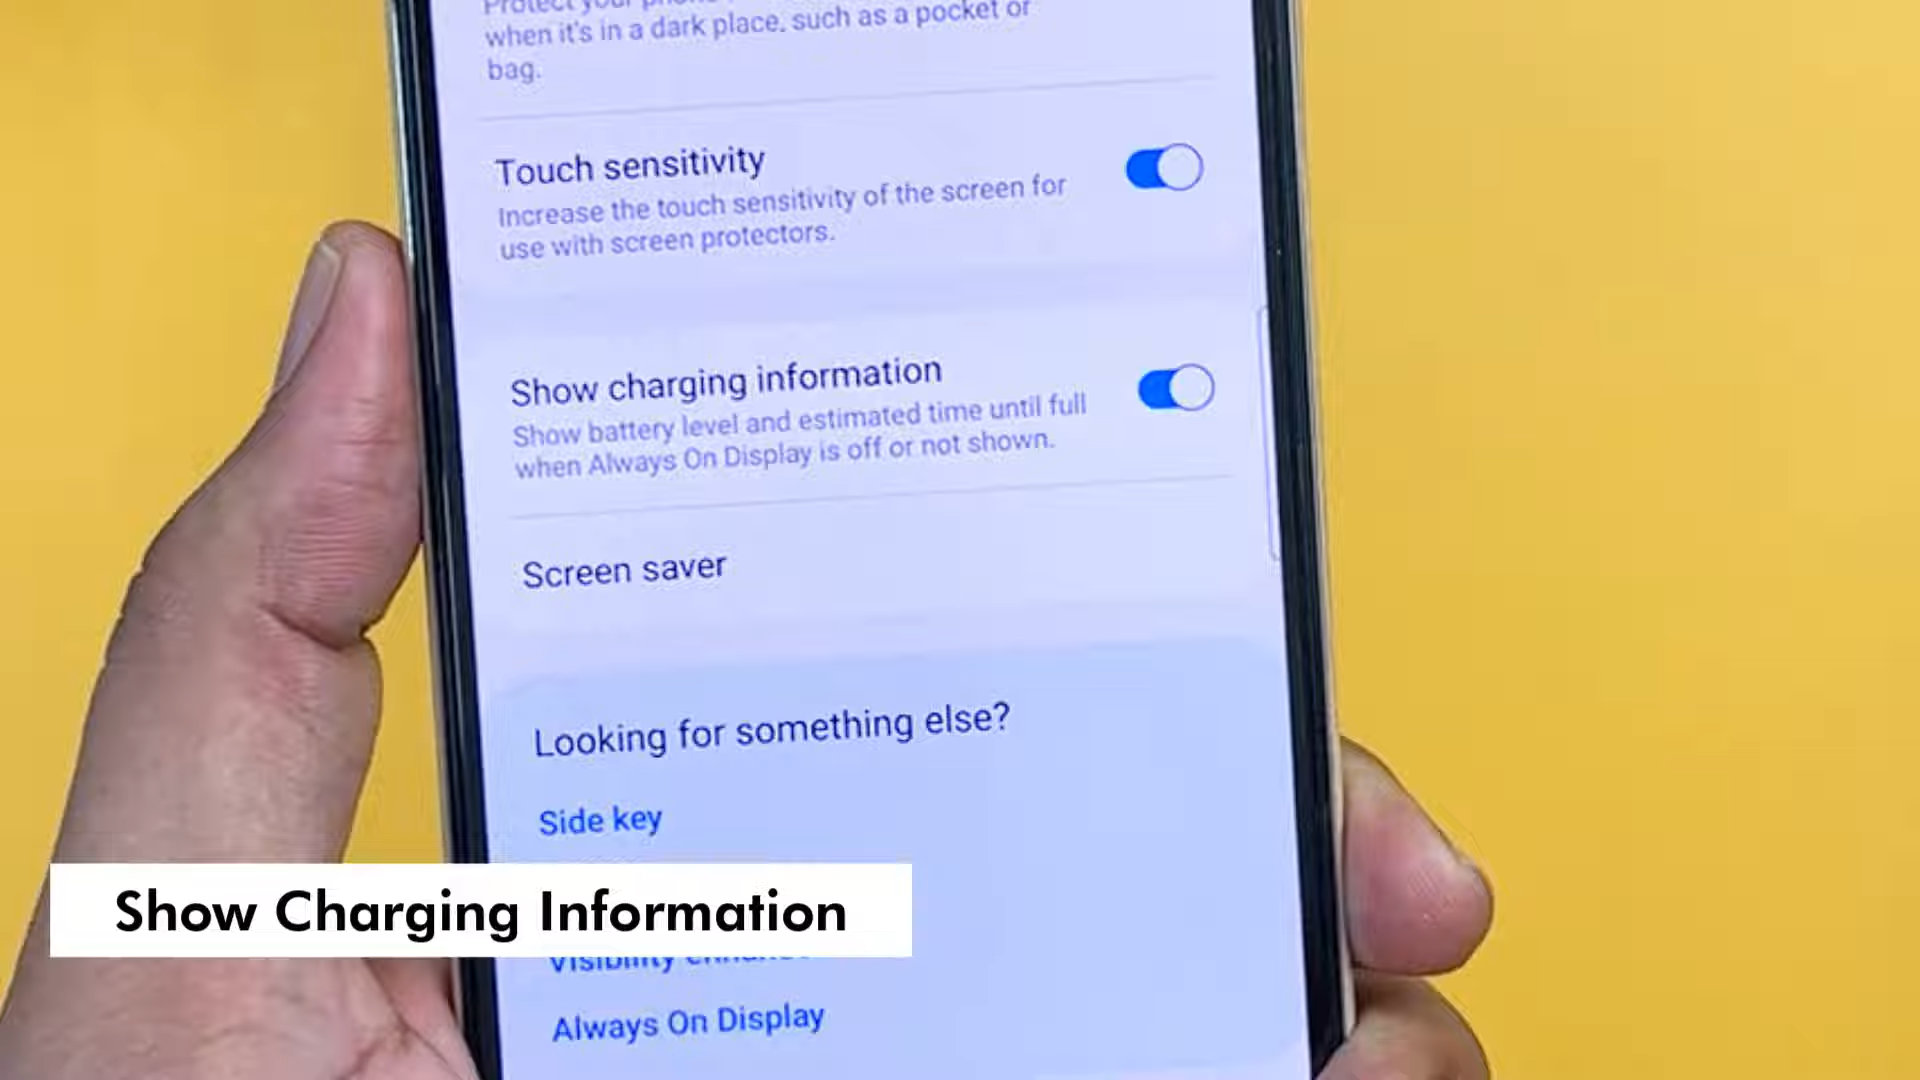 Protect your phone
when it's in a dark place, such as a pocket or
bag.
Touch sensitivity
Increase the touch sensitivity of the screen for
use with screen protectors.
Show charging information
Show battery level and estimated time until full
when Always On Display is off or not shown.
Screen saver
Looking for something else?
Side key
Show Charging Information
Visibility
Always On Display